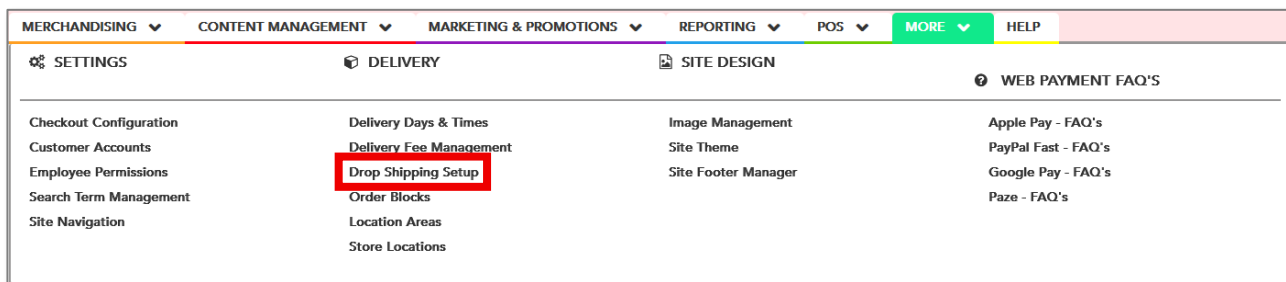 MERCHANDISING CONTENT MANAGEMENT MARKETING & PROMOTIONS REPORTING POS MORE HELP
SETTINGS
Checkout Configuration
Customer Accounts
Employee Permissions
Search Term Management
Site Navigation
DELIVERY
Delivery Days & Times
Delivery Fee Management
Drop Shipping Setup
Order Blocks
Location Areas
Store Locations
SITE DESIGN
Image Management
Site Theme
Site Footer Manager
WEB PAYMENT FAQ'S
Apple Pay - FAQ's
PayPal Fast - FAQ's
Google Pay - FAQ's
Paze - FAQ's